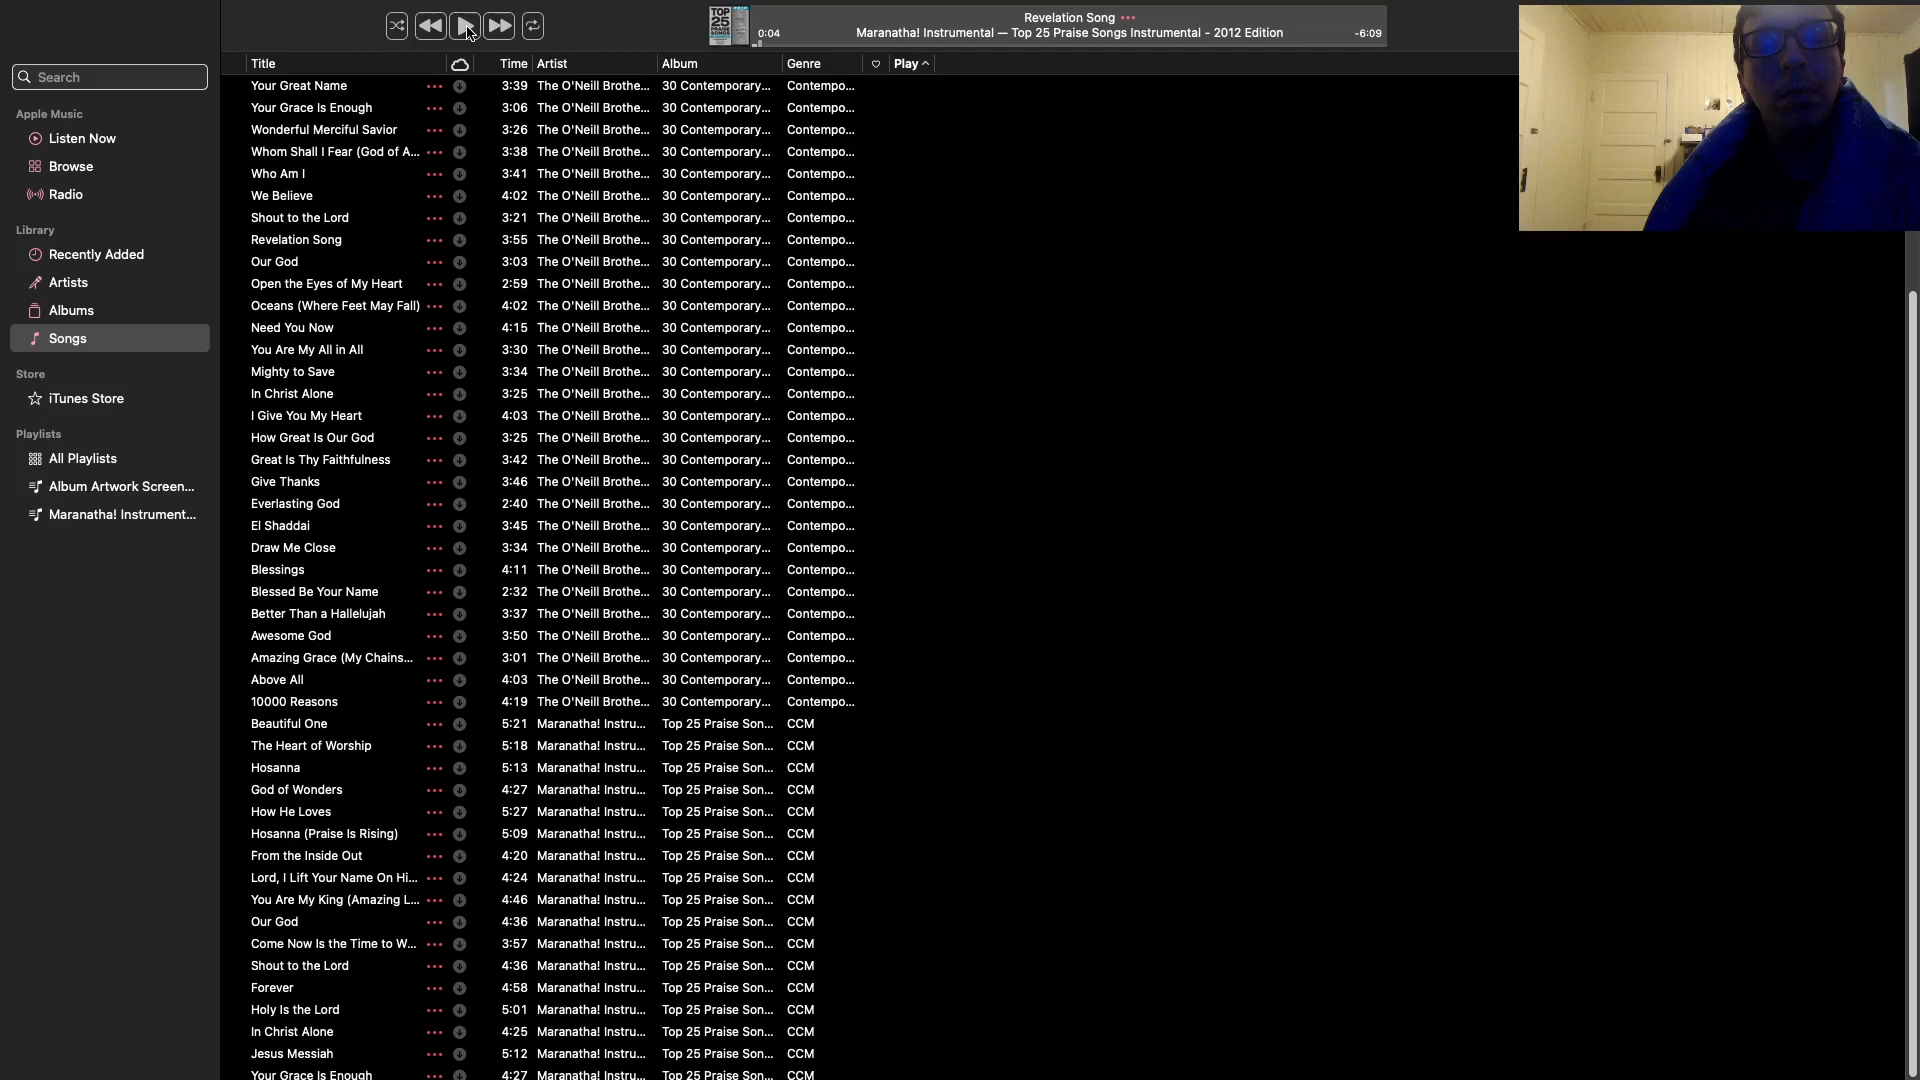 TOP
25
PRAISE
SONGS
Revelation Song
0:04 Maranatha! Instrumental — Top 25 Praise Songs Instrumental - 2012 Edition -6:09
Search
Apple Music
Listen Now
Browse
Radio
Library
Recently Added
Artists
Albums
Songs
Store
iTunes Store
Playlists
All Playlists
Album Artwork Screen...
Maranatha! Instrument...
Title Time Artist Album Genre Play
Your Great Name 3:39 The O'Neill Brothe... 30 Contemporary... Contempo...
Your Grace Is Enough 3:06 The O'Neill Brothe... 30 Contemporary... Contempo...
Wonderful Merciful Savior 3:26 The O'Neill Brothe... 30 Contemporary... Contempo...
Whom Shall I Fear (God of A... 3:38 The O'Neill Brothe... 30 Contemporary... Contempo...
Who Am I 3:41 The O'Neill Brothe... 30 Contemporary... Contempo...
We Believe 4:02 The O'Neill Brothe... 30 Contemporary... Contempo...
Shout to the Lord 3:21 The O'Neill Brothe... 30 Contemporary... Contempo...
Revelation Song 3:55 The O'Neill Brothe... 30 Contemporary... Contempo...
Our God 3:03 The O'Neill Brothe... 30 Contemporary... Contempo...
Open the Eyes of My Heart 2:59 The O'Neill Brothe... 30 Contemporary... Contempo...
Oceans (Where Feet May Fall) 4:02 The O'Neill Brothe... 30 Contemporary... Contempo...
Need You Now 4:15 The O'Neill Brothe... 30 Contemporary... Contempo...
You Are My All in All 3:30 The O'Neill Brothe... 30 Contemporary... Contempo...
Mighty to Save 3:34 The O'Neill Brothe... 30 Contemporary... Contempo...
In Christ Alone 3:25 The O'Neill Brothe... 30 Contemporary... Contempo...
I Give You My Heart 4:03 The O'Neill Brothe... 30 Contemporary... Contempo...
How Great Is Our God 3:25 The O'Neill Brothe... 30 Contemporary... Contempo...
Great Is Thy Faithfulness 3:42 The O'Neill Brothe... 30 Contemporary... Contempo...
Give Thanks 3:46 The O'Neill Brothe... 30 Contemporary... Contempo...
Everlasting God 2:40 The O'Neill Brothe... 30 Contemporary... Contempo...
El Shaddai 3:45 The O'Neill Brothe... 30 Contemporary... Contempo...
Draw Me Close 3:34 The O'Neill Brothe... 30 Contemporary... Contempo...
Blessings 4:11 The O'Neill Brothe... 30 Contemporary... Contempo...
Blessed Be Your Name 2:32 The O'Neill Brothe... 30 Contemporary... Contempo...
Better Than a Hallelujah 3:37 The O'Neill Brothe... 30 Contemporary... Contempo...
Awesome God 3:50 The O'Neill Brothe... 30 Contemporary... Contempo...
Amazing Grace (My Chains... 3:01 The O'Neill Brothe... 30 Contemporary... Contempo...
Above All 4:03 The O'Neill Brothe... 30 Contemporary... Contempo...
10000 Reasons 4:19 The O'Neill Brothe... 30 Contemporary... Contempo...
Beautiful One 5:21 Maranatha! Instru... Top 25 Praise Son... CCM
The Heart of Worship 5:18 Maranatha! Instru... Top 25 Praise Son... CCM
Hosanna 5:13 Maranatha! Instru... Top 25 Praise Son... CCM
God of Wonders 4:27 Maranatha! Instru... Top 25 Praise Son... CCM
How He Loves 5:27 Maranatha! Instru... Top 25 Praise Son... CCM
Hosanna (Praise Is Rising) 5:09 Maranatha! Instru... Top 25 Praise Son... CCM
From the Inside Out 4:20 Maranatha! Instru... Top 25 Praise Son... CCM
Lord, I Lift Your Name On Hi... 4:24 Maranatha! Instru... Top 25 Praise Son... CCM
You Are My King (Amazing L... 4:46 Maranatha! Instru... Top 25 Praise Son... CCM
Our God 4:36 Maranatha! Instru... Top 25 Praise Son... CCM
Come Now Is the Time to W... 3:57 Maranatha! Instru... Top 25 Praise Son... CCM
Shout to the Lord 4:36 Maranatha! Instru... Top 25 Praise Son... CCM
Forever 4:58 Maranatha! Instru... Top 25 Praise Son... CCM
Holy Is the Lord 5:01 Maranatha! Instru... Top 25 Praise Son... CCM
In Christ Alone 4:25 Maranatha! Instru... Top 25 Praise Son... CCM
Jesus Messiah 5:12 Maranatha! Instru... Top 25 Praise Son... CCM
Your Grace Is Enough 4:27 Maranatha! Instru... Top 25 Praise Son... CCM